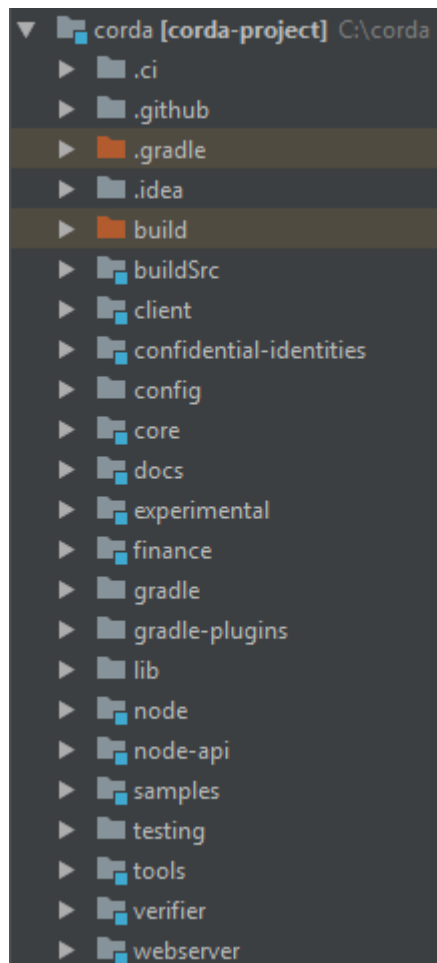 corda [corda-project] C:\corda
.ci
.github
.gradle
.idea
build
buildSrc
client
confidential-identities
config
core
docs
experimental
finance
gradle
gradle-plugins
lib
node
node-api
samples
testing
tools
verifier
webserver